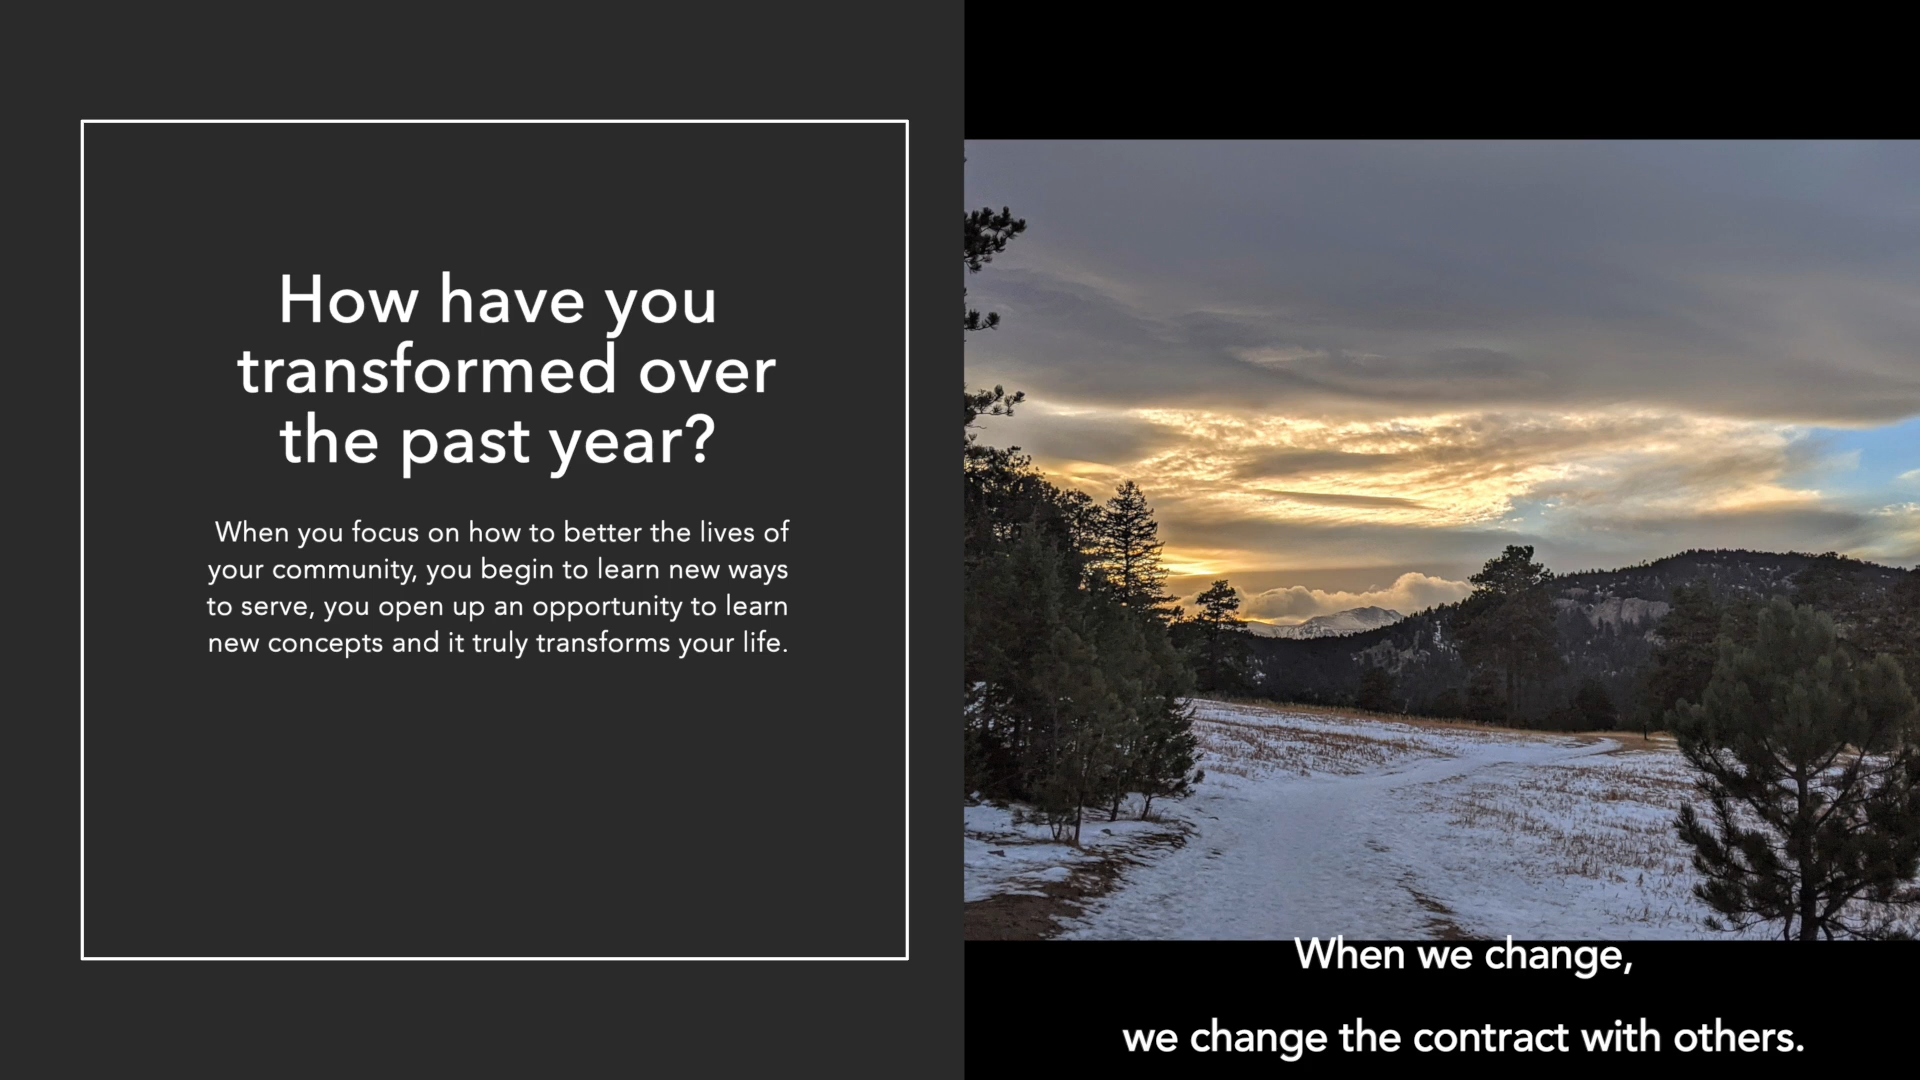 How have you
transformed over
the past year?
When you focus on how to better the lives of
your community, you begin to learn new ways
to serve, you open up an opportunity to learn
new concepts and it truly transforms your life.
When we change,
we change the contract with others.